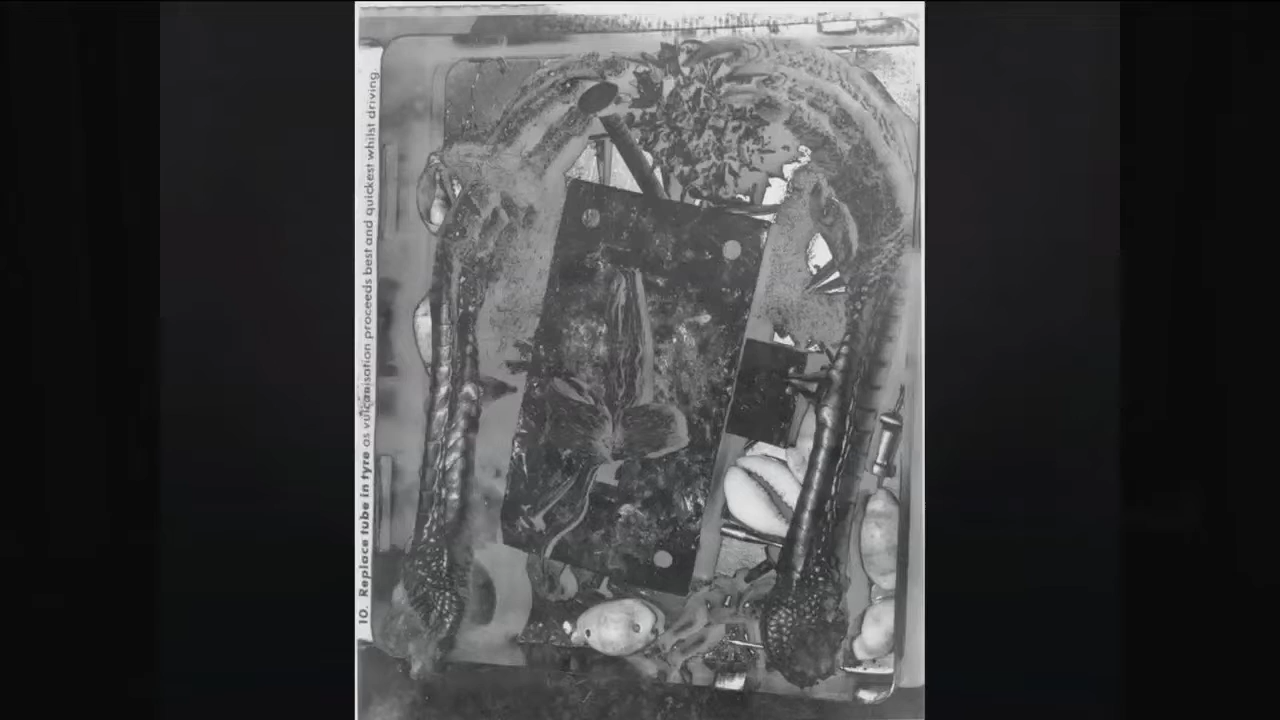 10. Replace tube in tyre as vulcanisation proceeds best and quickest whilst driving.